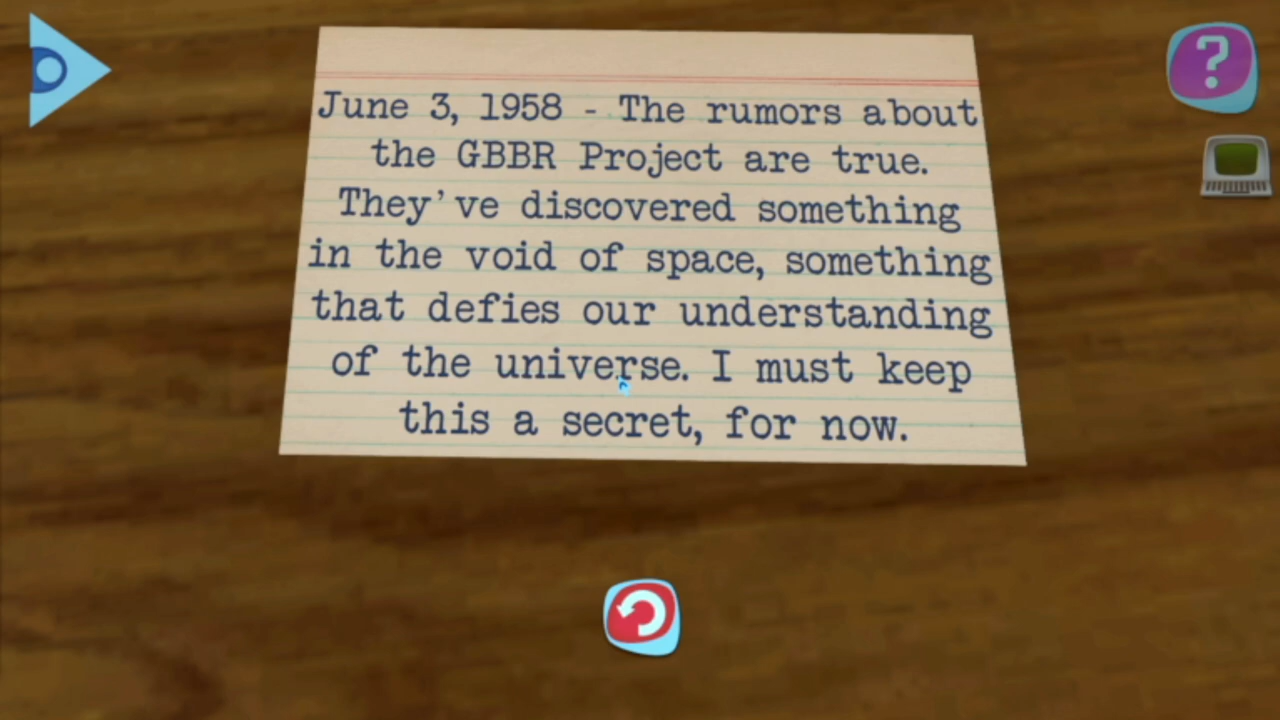 June 3, 1958 - The rumors about
the GBBR Project are true.
They've discovered something
in the void of space, something
that defies our understanding
of the universe. I must keep
this a secret, for now.
?